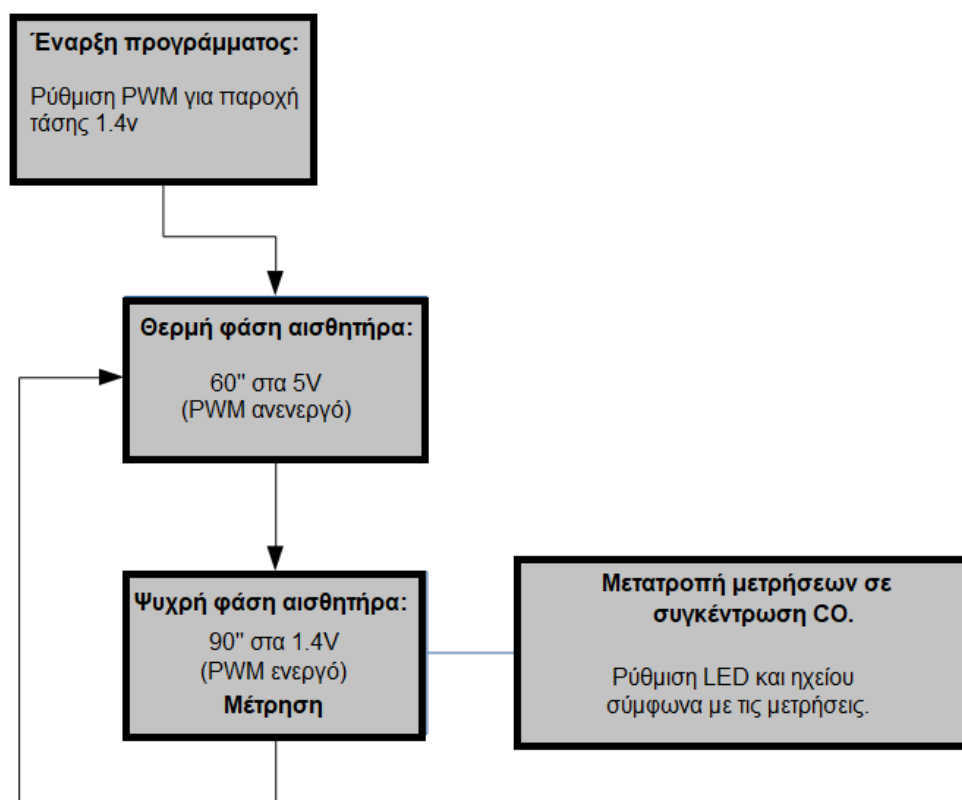 Έναρξη προγράμματος:
Ρύθμιση PWM για παροχή
τάσης 1.4v
Θερμή φάση αισθητήρα:
60'' στα 5V
(PWM ανενεργό)
Ψυχρή φάση αισθητήρα:
90'' στα 1.4V
(PWM ενεργό)
Μέτρηση
Μετατροπή μετρήσεων σε
συγκέντρωση CO.
Ρύθμιση LED και ηχείου
σύμφωνα με τις μετρήσεις.